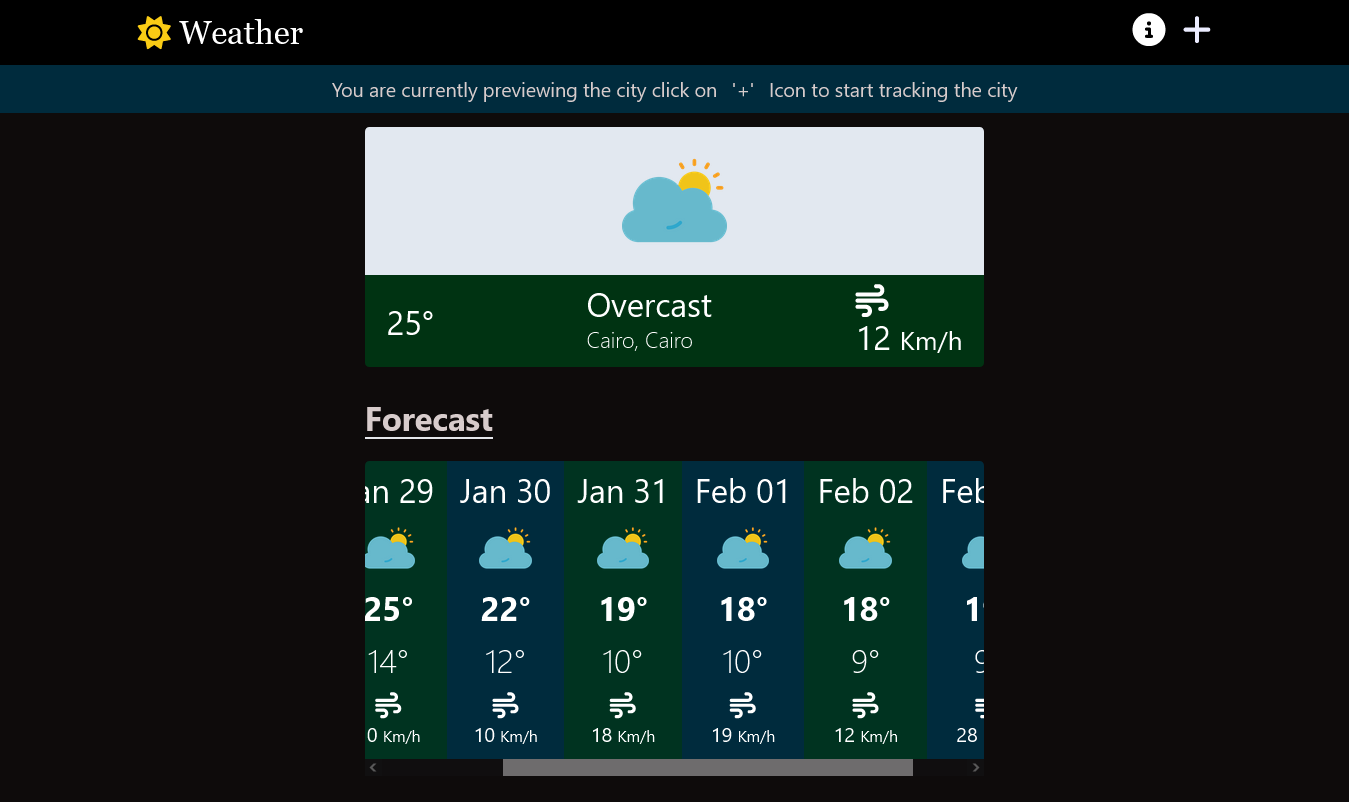 Weather
You are currently previewing the city click on '+' Icon to start tracking the city
25°
Overcast
Cairo, Cairo
12 Km/h
Forecast
an 29 Jan 30 Jan 31 Feb 01 Feb 02 Feb
25° 22° 19° 18° 18°
14° 12° 10° 10° 9° 9
0 Km/h 10 Km/h 18 Km/h 19 Km/h 12 Km/h 28